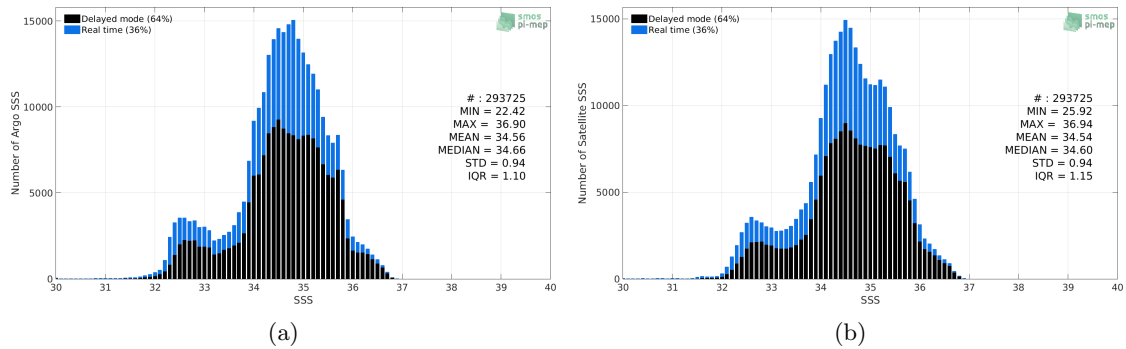 Delayed mode (64%)
Real time (36%)
smos
pi-mep
# : 293725
MIN = 22.42
MAX = 36.90
MEAN = 34.56
MEDIAN = 34.66
STD = 0.94
IQR = 1.10
Number of Argo SSS
15000
10000
5000
0
30 31 32 33 34 35 36 37 38 39 40
SSS
(a)
Delayed mode (64%)
Real time (36%)
smos
pi-mep
# : 293725
MIN = 25.92
MAX = 36.94
MEAN = 34.54
MEDIAN = 34.60
STD = 0.94
IQR = 1.15
Number of Satellite SSS
15000
10000
5000
0
30 31 32 33 34 35 36 37 38 39 40
SSS
(b)